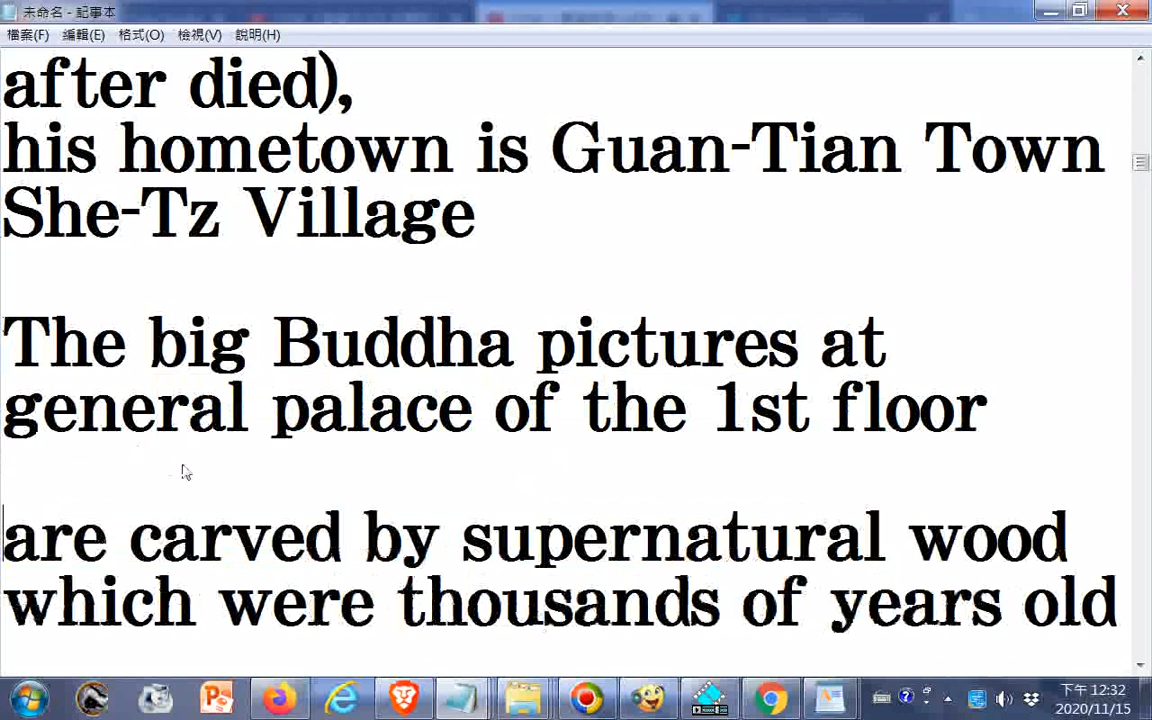 未命名 - 記事本
檔案(F) 編輯(E) 格式(O) 檢視(V) 說明(H)
after died),
his hometown is Guan-Tian Town
She-Tz Village
The big Buddha pictures at
general palace of the 1st floor
are carved by supernatural wood
which were thousands of years old
下午 12:32
2020/11/15